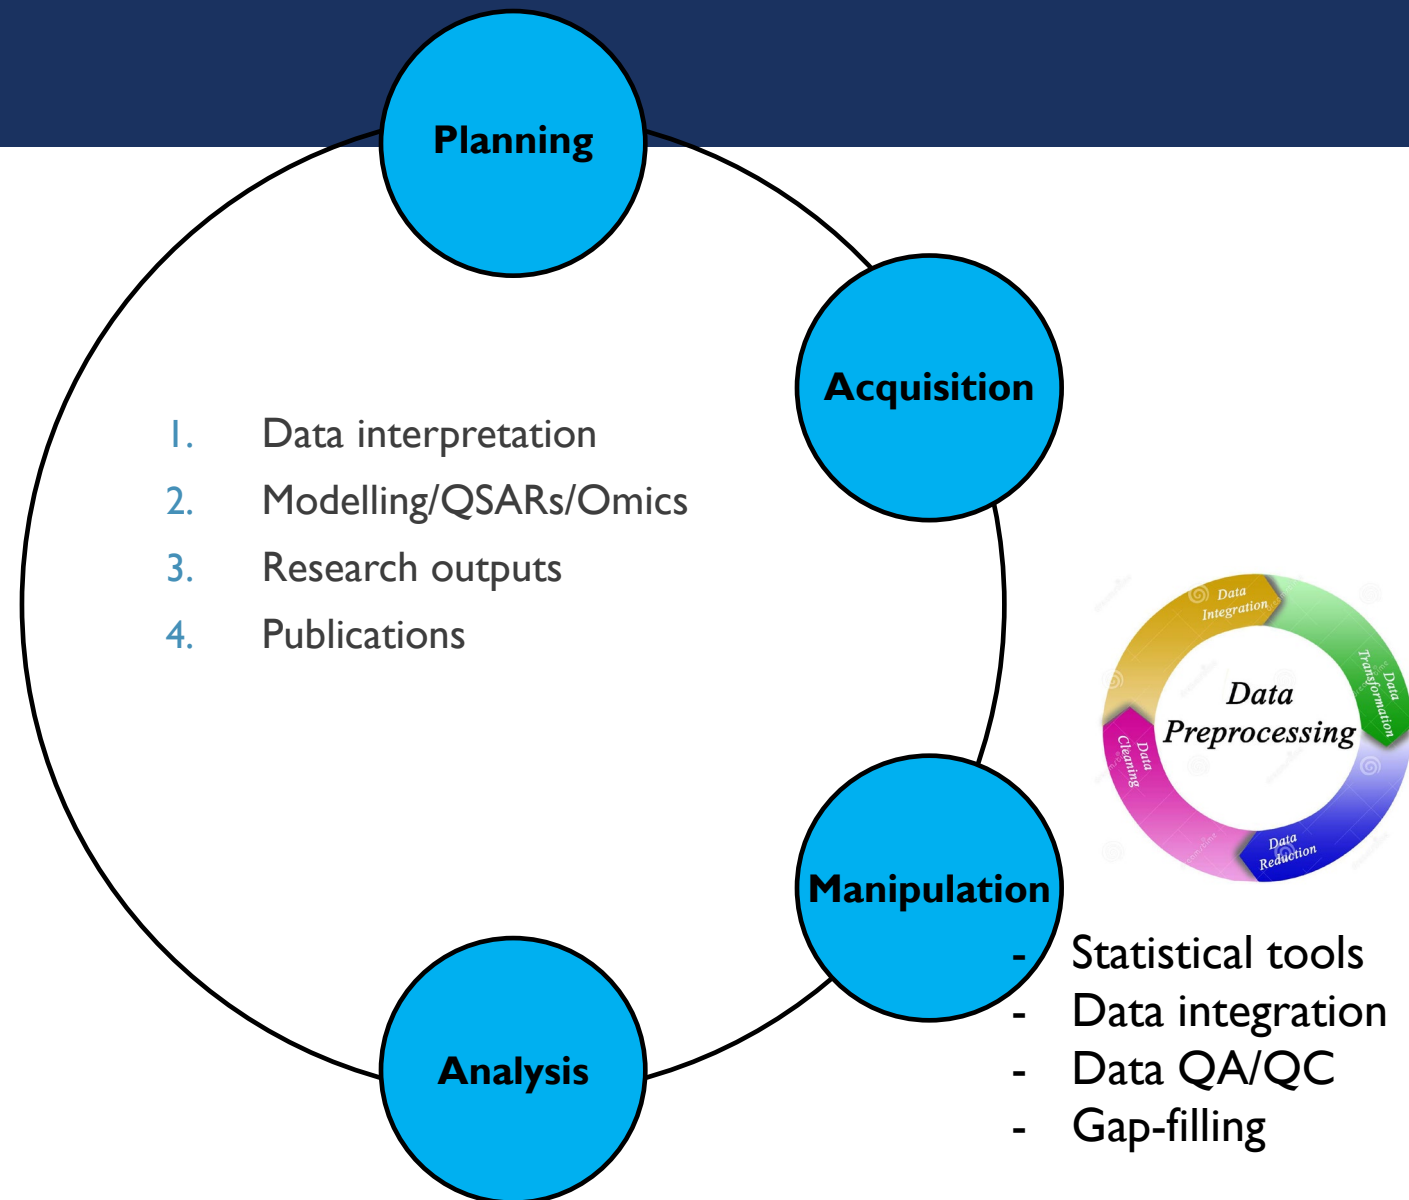 Planning
Acquisition
1. Data interpretation
2. Modelling/QSARs/Omics
3. Research outputs
4. Publications
Data
Integration
Data
Transformation
Data
Preprocessing
Data
Cleaning
Data
Reduction
Manipulation
- Statistical tools
- Data integration
- Data QA/QC
- Gap-filling
Analysis